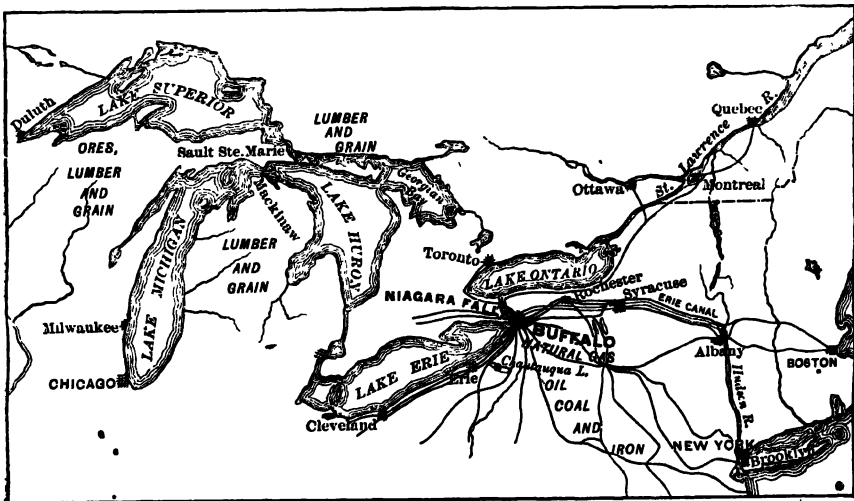 Duluth
LAKE SUPERIOR
ORES,
LUMBER
AND
GRAIN
Sault Ste. Marie
LUMBER
AND
GRAIN
Georgian
Bay
Mackinaw
LAKE HURON
LAKE MICHIGAN
LUMBER
AND
GRAIN
Milwaukee
CHICAGO
Quebec
St. Lawrence R.
Ottawa
Montreal
Toronto
LAKE ONTARIO
NIAGARA FALLS
Rochester
Syracuse
ERIE CANAL
BUFFALO
NATURAL GAS
Albany
BOSTON
Hudson R.
LAKE ERIE
Erie
Chautauqua L.
OIL
COAL
AND
IRON
Cleveland
NEW YORK
Brooklyn